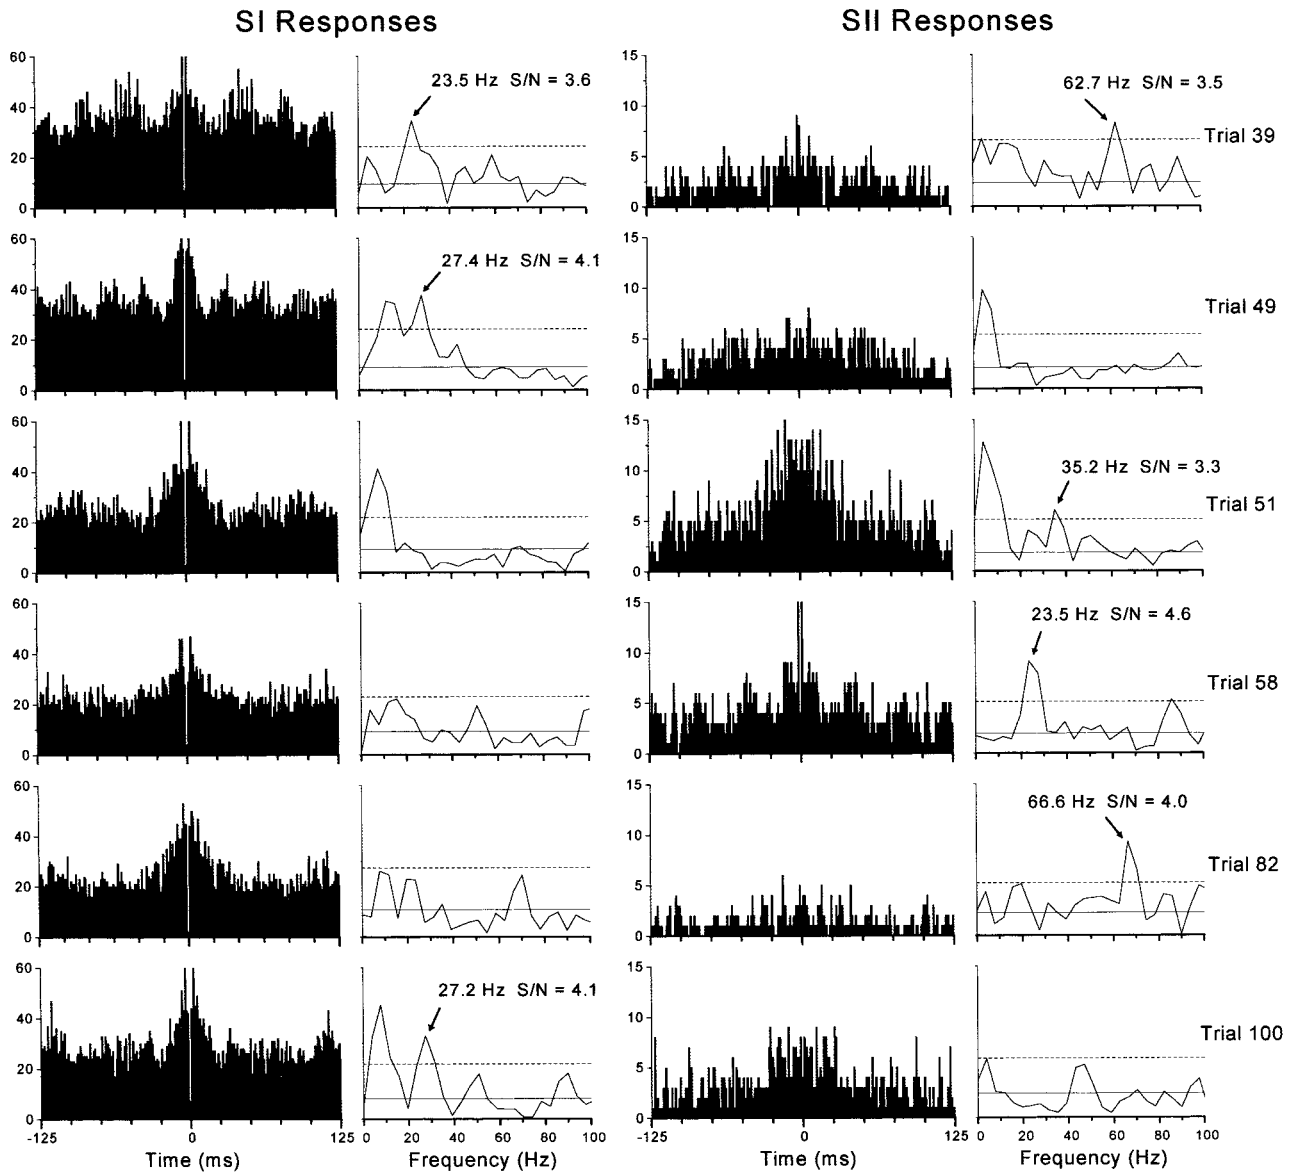 SI Responses
SII Responses
60
40
20
0
23.5 Hz S/N = 3.6
15
10
5
0
62.7 Hz S/N = 3.5
Trial 39
60
40
20
0
27.4 Hz S/N = 4.1
15
10
5
0
Trial 49
60
40
20
0
15
10
5
0
35.2 Hz S/N = 3.3
Trial 51
60
40
20
0
15
10
5
0
23.5 Hz S/N = 4.6
Trial 58
60
40
20
0
15
10
5
0
66.6 Hz S/N = 4.0
Trial 82
60
40
20
0
27.2 Hz S/N = 4.1
15
10
5
0
Trial 100
-125 0 125
0 20 40 60 80 100
-125 0 125
0 20 40 60 80 100
Time (ms)
Frequency (Hz)
Time (ms)
Frequency (Hz)